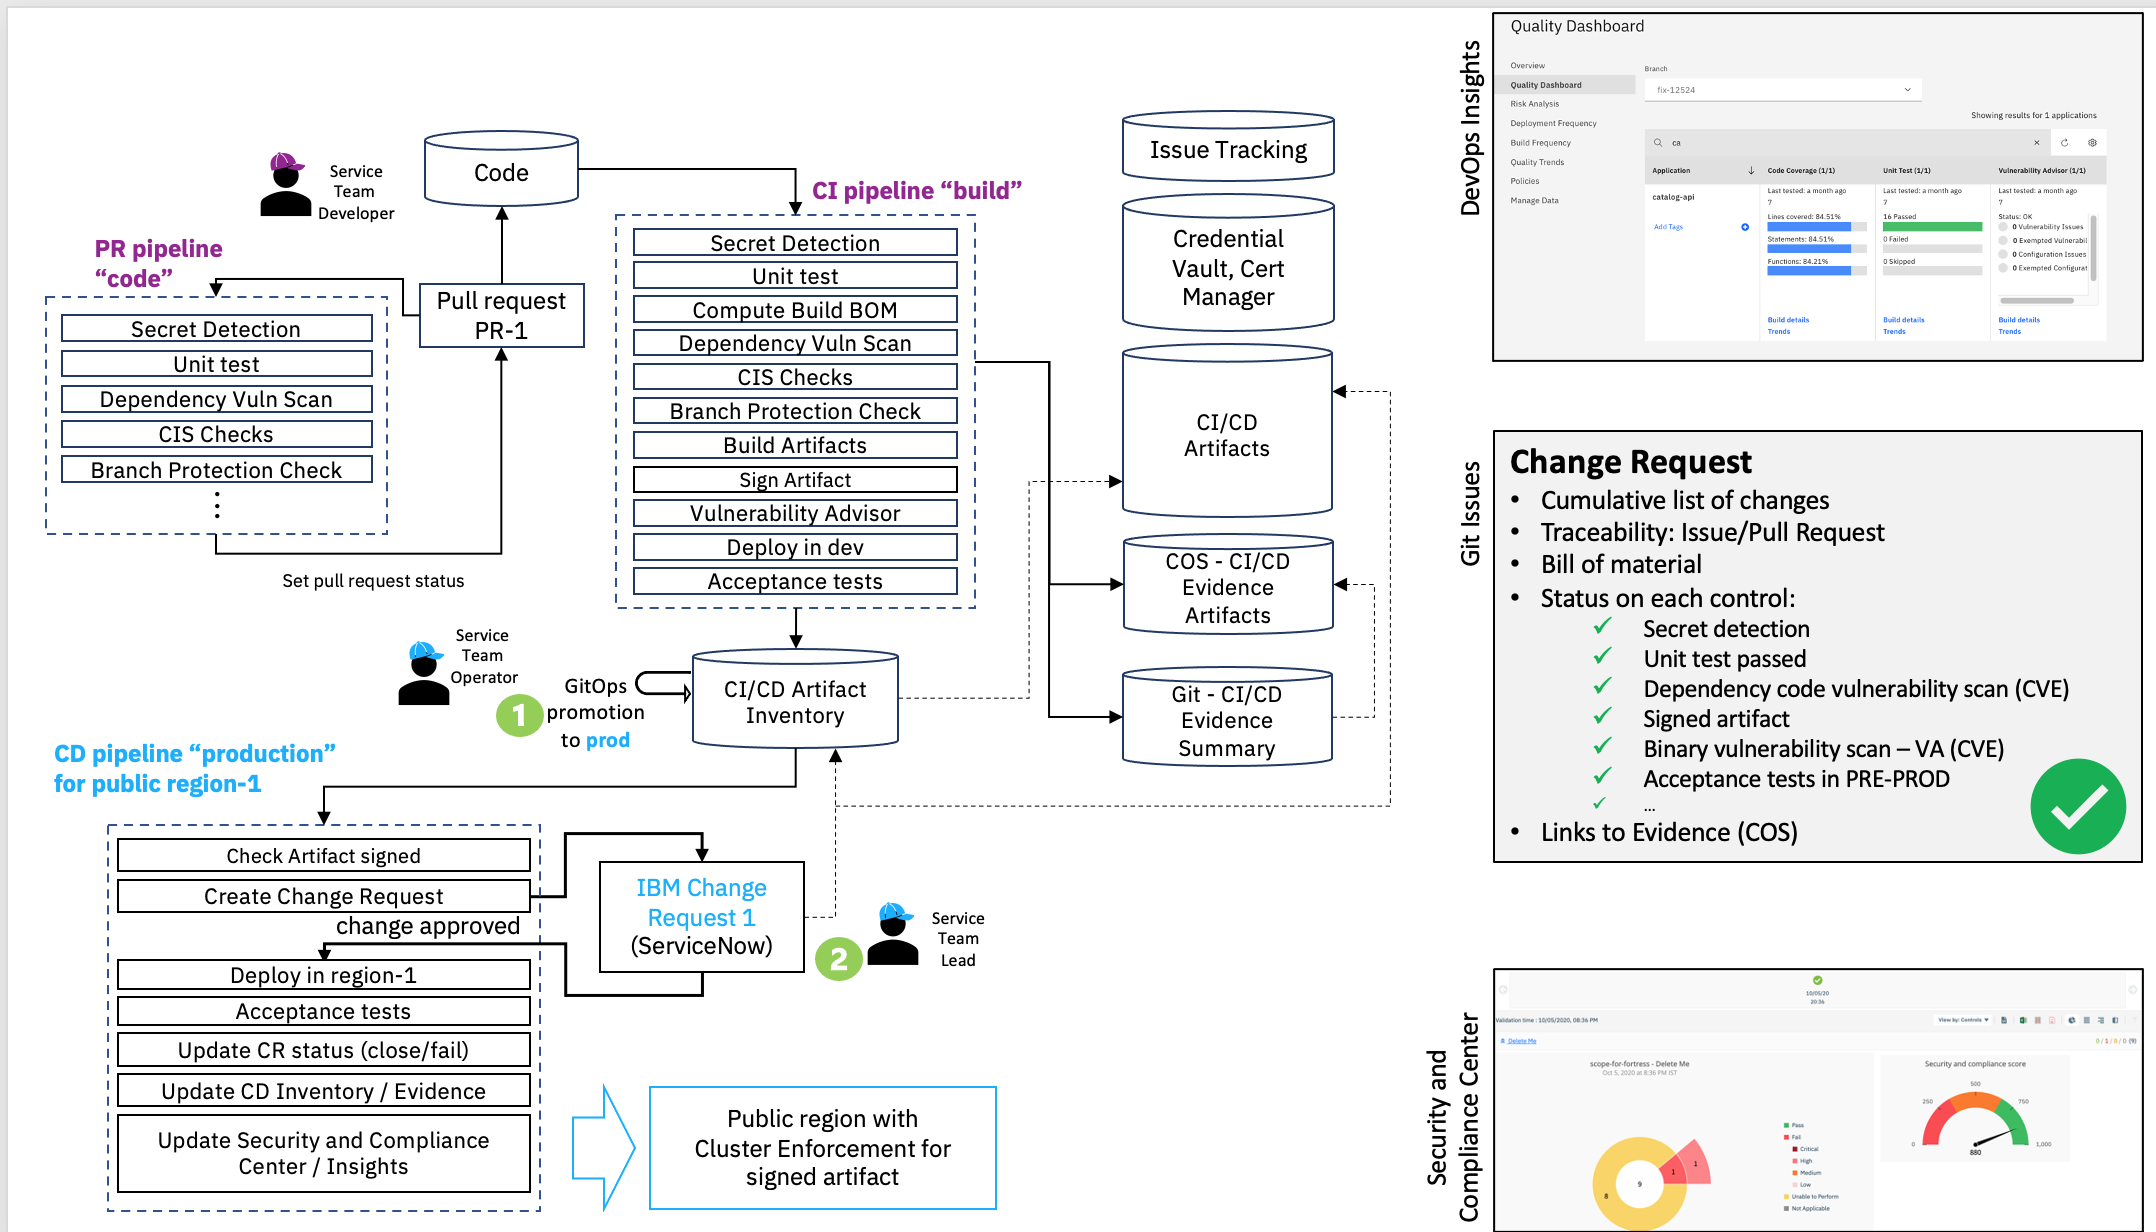 Service
Team
Developer
Code
PR pipeline
“code”
Pull request
PR-1
Secret Detection
Unit test
Dependency Vuln Scan
CIS Checks
Branch Protection Check
Set pull request status
CI pipeline “build”
Secret Detection
Unit test
Compute Build BOM
Dependency Vuln Scan
CIS Checks
Branch Protection Check
Build Artifacts
Sign Artifact
Vulnerability Advisor
Deploy in dev
Acceptance tests
Issue Tracking
Credential
Vault, Cert
Manager
CI/CD
Artifacts
COS - CI/CD
Evidence
Artifacts
Git - CI/CD
Evidence
Summary
Service
Team
Operator
1
GitOps
promotion
to prod
CI/CD Artifact
Inventory
CD pipeline “production”
for public region-1
Check Artifact signed
Create Change Request
change approved
Deploy in region-1
Acceptance tests
Update CR status (close/fail)
Update CD Inventory / Evidence
Update Security and Compliance
Center / Insights
IBM Change
Request 1
(ServiceNow)
2
Service
Team
Lead
Public region with
Cluster Enforcement for
signed artifact
DevOps Insights
Quality Dashboard
Overview
Quality Dashboard
Risk Analysis
Deployment Frequency
Build Frequency
Quality Trends
Policies
Manage Data
Branch
fix-12524
Showing results for 1 applications
ca
Application
Code Coverage (1/1)
Unit Test (1/1)
Vulnerability Advisor (1/1)
catalog-api
Add Tags
Last tested: a month ago
7
Lines covered: 84.51%
Statements: 84.51%
Functions: 84.21%
Build details
Trends
Last tested: a month ago
7
16 Passed
0 Failed
0 Skipped
Build details
Trends
Last tested: a month ago
7
Status: OK
0 Vulnerability Issues
0 Exempted Vulnerabil
0 Configuration Issues
0 Exempted Configurat
Build details
Trends
Git Issues
Change Request
• Cumulative list of changes
• Traceability: Issue/Pull Request
• Bill of material
• Status on each control:
✓ Secret detection
✓ Unit test passed
✓ Dependency code vulnerability scan (CVE)
✓ Signed artifact
✓ Binary vulnerability scan – VA (CVE)
✓ Acceptance tests in PRE-PROD
✓ ...
• Links to Evidence (COS)
Security and
Compliance Center
10/05/20
20:36
Validation time : 10/05/2020, 08:36 PM
View by: Controls
Delete Me
0 / 1 / 8 / 0 (9)
scope-for-fortress - Delete Me
Oct 5, 2020 at 8:36 PM IST
9
8
1
1
Pass
Fail
Critical
High
Medium
Low
Unable to Perform
Not Applicable
Security and compliance score
0
250
500
750
1,000
880